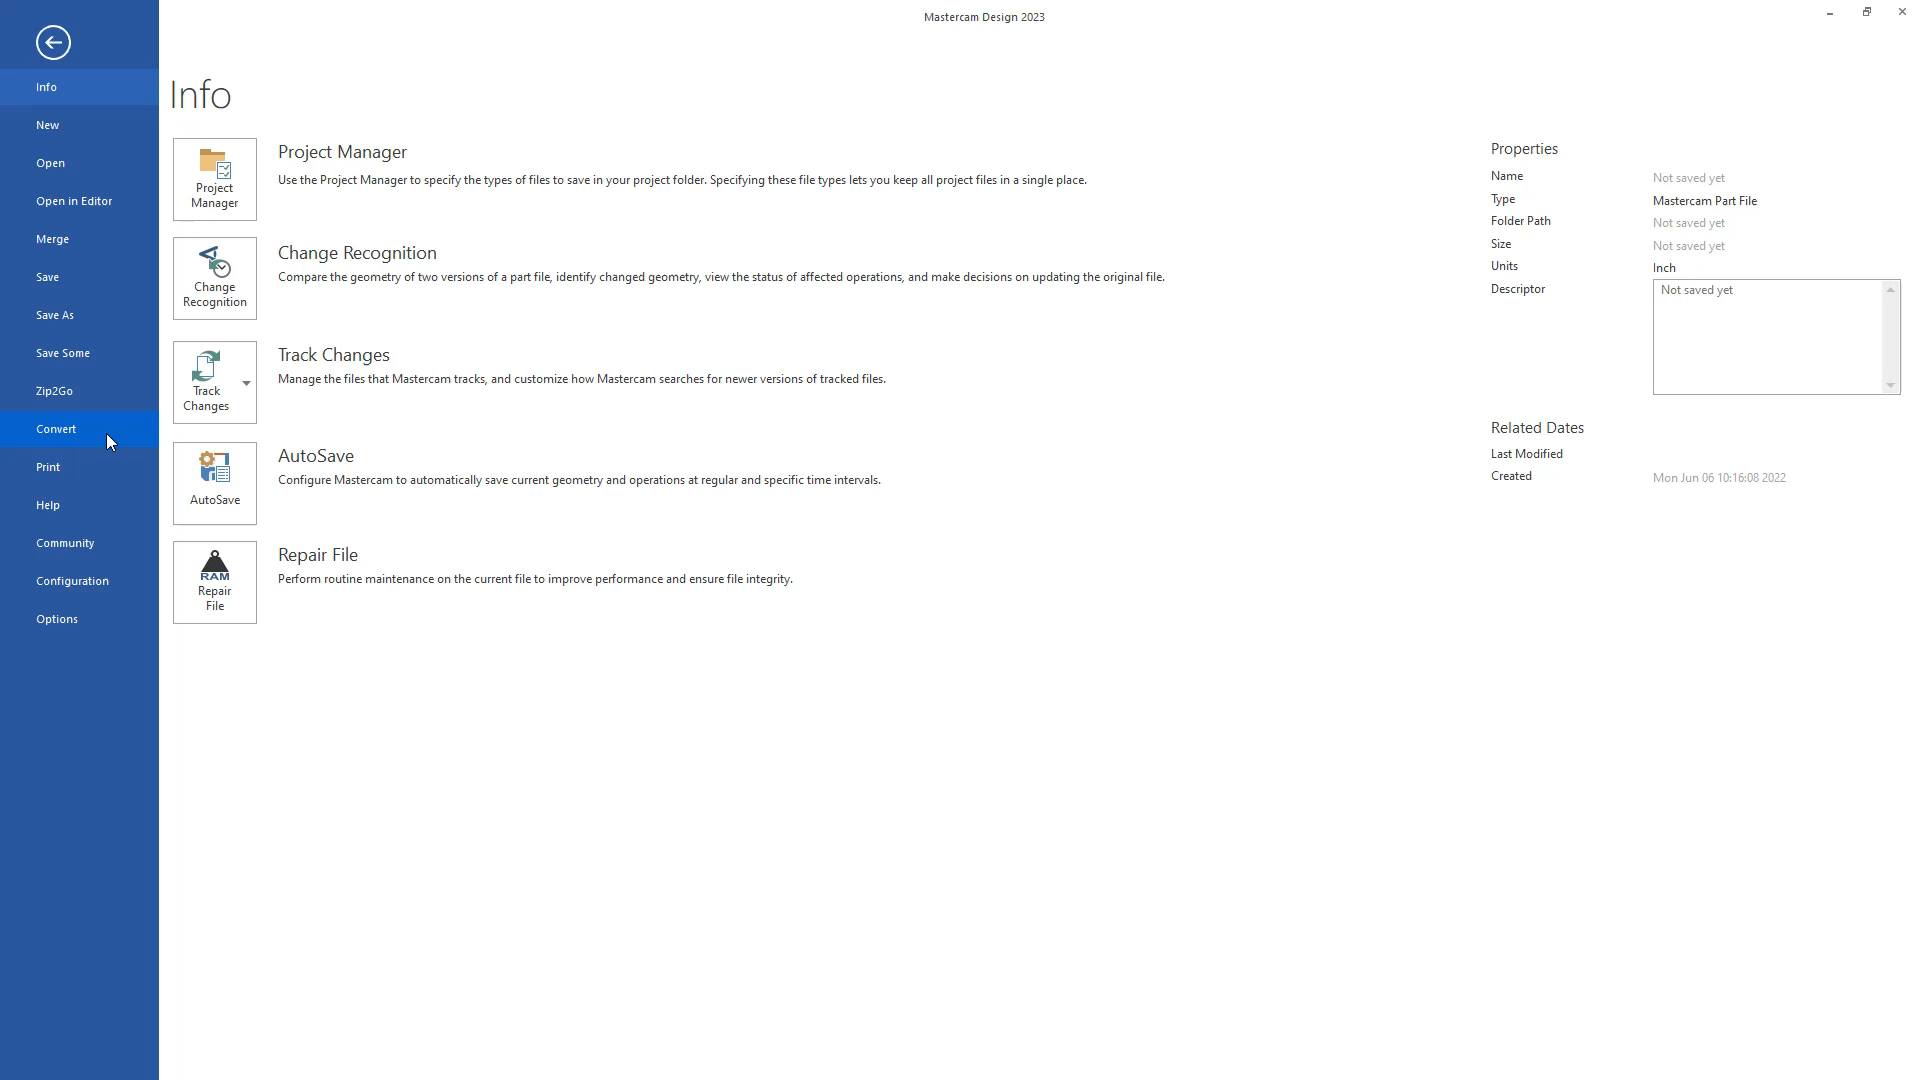 Mastercam Design 2023
Info
New
Open
Open in Editor
Merge
Save
Save As
Save Some
Zip2Go
Convert
Print
Help
Community
Configuration
Options
Info
Project
Manager
Project Manager
Use the Project Manager to specify the types of files to save in your project folder. Specifying these file types lets you keep all project files in a single place.
Change
Recognition
Change Recognition
Compare the geometry of two versions of a part file, identify changed geometry, view the status of affected operations, and make decisions on updating the original file.
Track
Changes
Track Changes
Manage the files that Mastercam tracks, and customize how Mastercam searches for newer versions of tracked files.
AutoSave
AutoSave
Configure Mastercam to automatically save current geometry and operations at regular and specific time intervals.
RAM
Repair
File
Repair File
Perform routine maintenance on the current file to improve performance and ensure file integrity.
Properties
Name Not saved yet
Type Mastercam Part File
Folder Path Not saved yet
Size Not saved yet
Units Inch
Descriptor Not saved yet
Related Dates
Last Modified
Created Mon Jun 06 10:16:08 2022